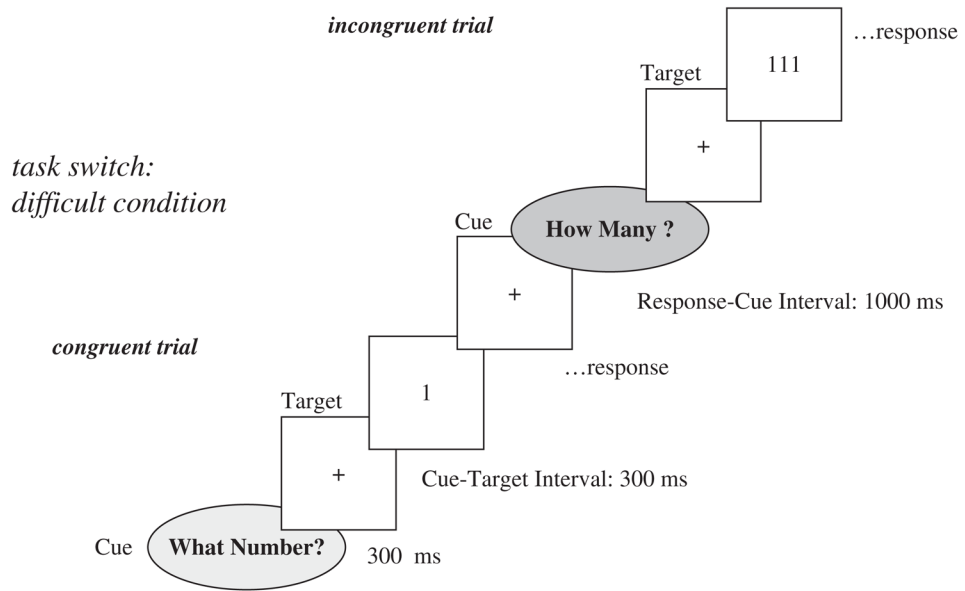 incongruent trial
…response
111
Target
+
task switch:
difficult condition
Cue
How Many ?
+
Response-Cue Interval: 1000 ms
congruent trial
…response
1
Target
+
Cue-Target Interval: 300 ms
Cue
What Number?
300 ms